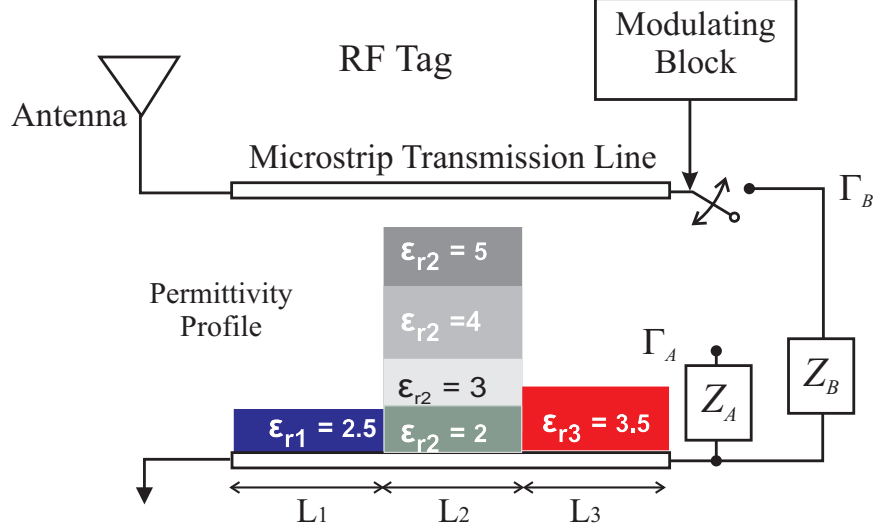 Modulating
Block
RF Tag
Antenna
Microstrip Transmission Line
Γ_B
ε_r2 = 5
Permittivity
Profile
ε_r2 =4
Γ_A
Z_B
ε_r2 = 3
Z_A
ε_r1 = 2.5
ε_r2 = 2
ε_r3 = 3.5
L1
L2
L3